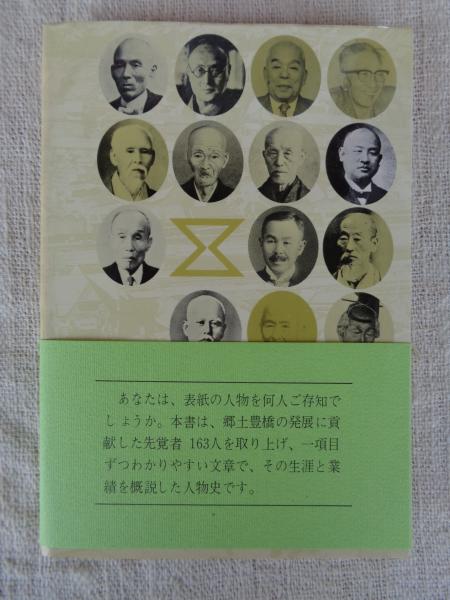 あなたは、表紙の人物を何人ご存知で
しょうか。本書は、郷土豊橋の発展に貢
献した先覚者 163人を取り上げ、一項目
ずつわかりやすい文章で、その生涯と業
績を概説した人物史です。